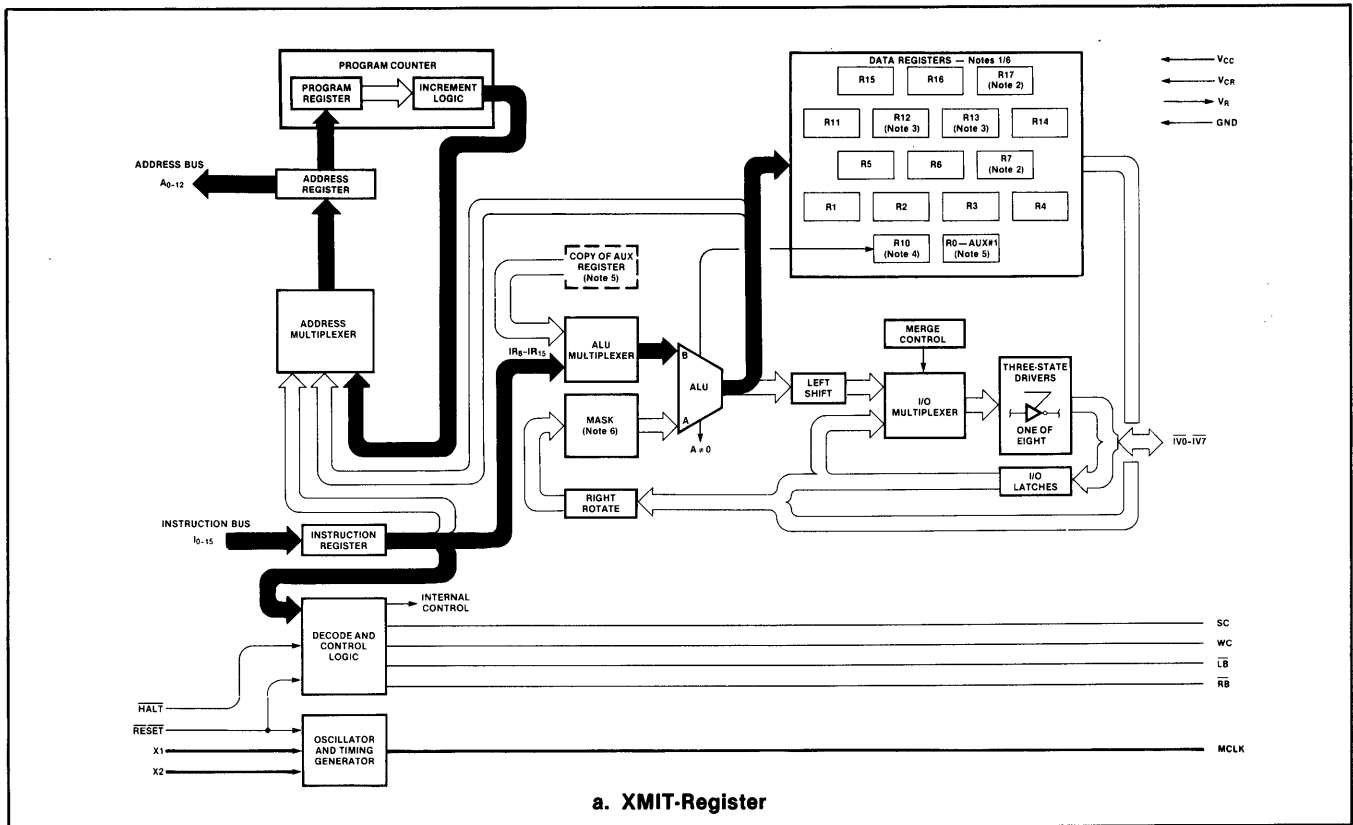 PROGRAM COUNTER
PROGRAM
REGISTER
INCREMENT
LOGIC
ADDRESS BUS
A0-12
ADDRESS
REGISTER
ADDRESS
MULTIPLEXER
COPY OF AUX
REGISTER
(Note 5)
IR8-IR15
ALU
MULTIPLEXER
MASK
(Note 6)
B
ALU
A
A ≠ 0
RIGHT
ROTATE
DATA REGISTERS — Notes 1/6
R15
R16
R17
(Note 2)
R11
R12
(Note 3)
R13
(Note 3)
R14
R5
R6
R7
(Note 2)
R1
R2
R3
R4
R10
(Note 4)
R0—AUX#1
(Note 5)
VCC
VCR
VR
GND
MERGE
CONTROL
LEFT
SHIFT
I/O
MULTIPLEXER
THREE-STATE
DRIVERS
ONE OF
EIGHT
I/O
LATCHES
IV0-IV7
INSTRUCTION BUS
I0-15
INSTRUCTION
REGISTER
INTERNAL
CONTROL
DECODE AND
CONTROL
LOGIC
SC
WC
LB
RB
HALT
RESET
X1
X2
OSCILLATOR
AND TIMING
GENERATOR
MCLK
a. XMIT-Register